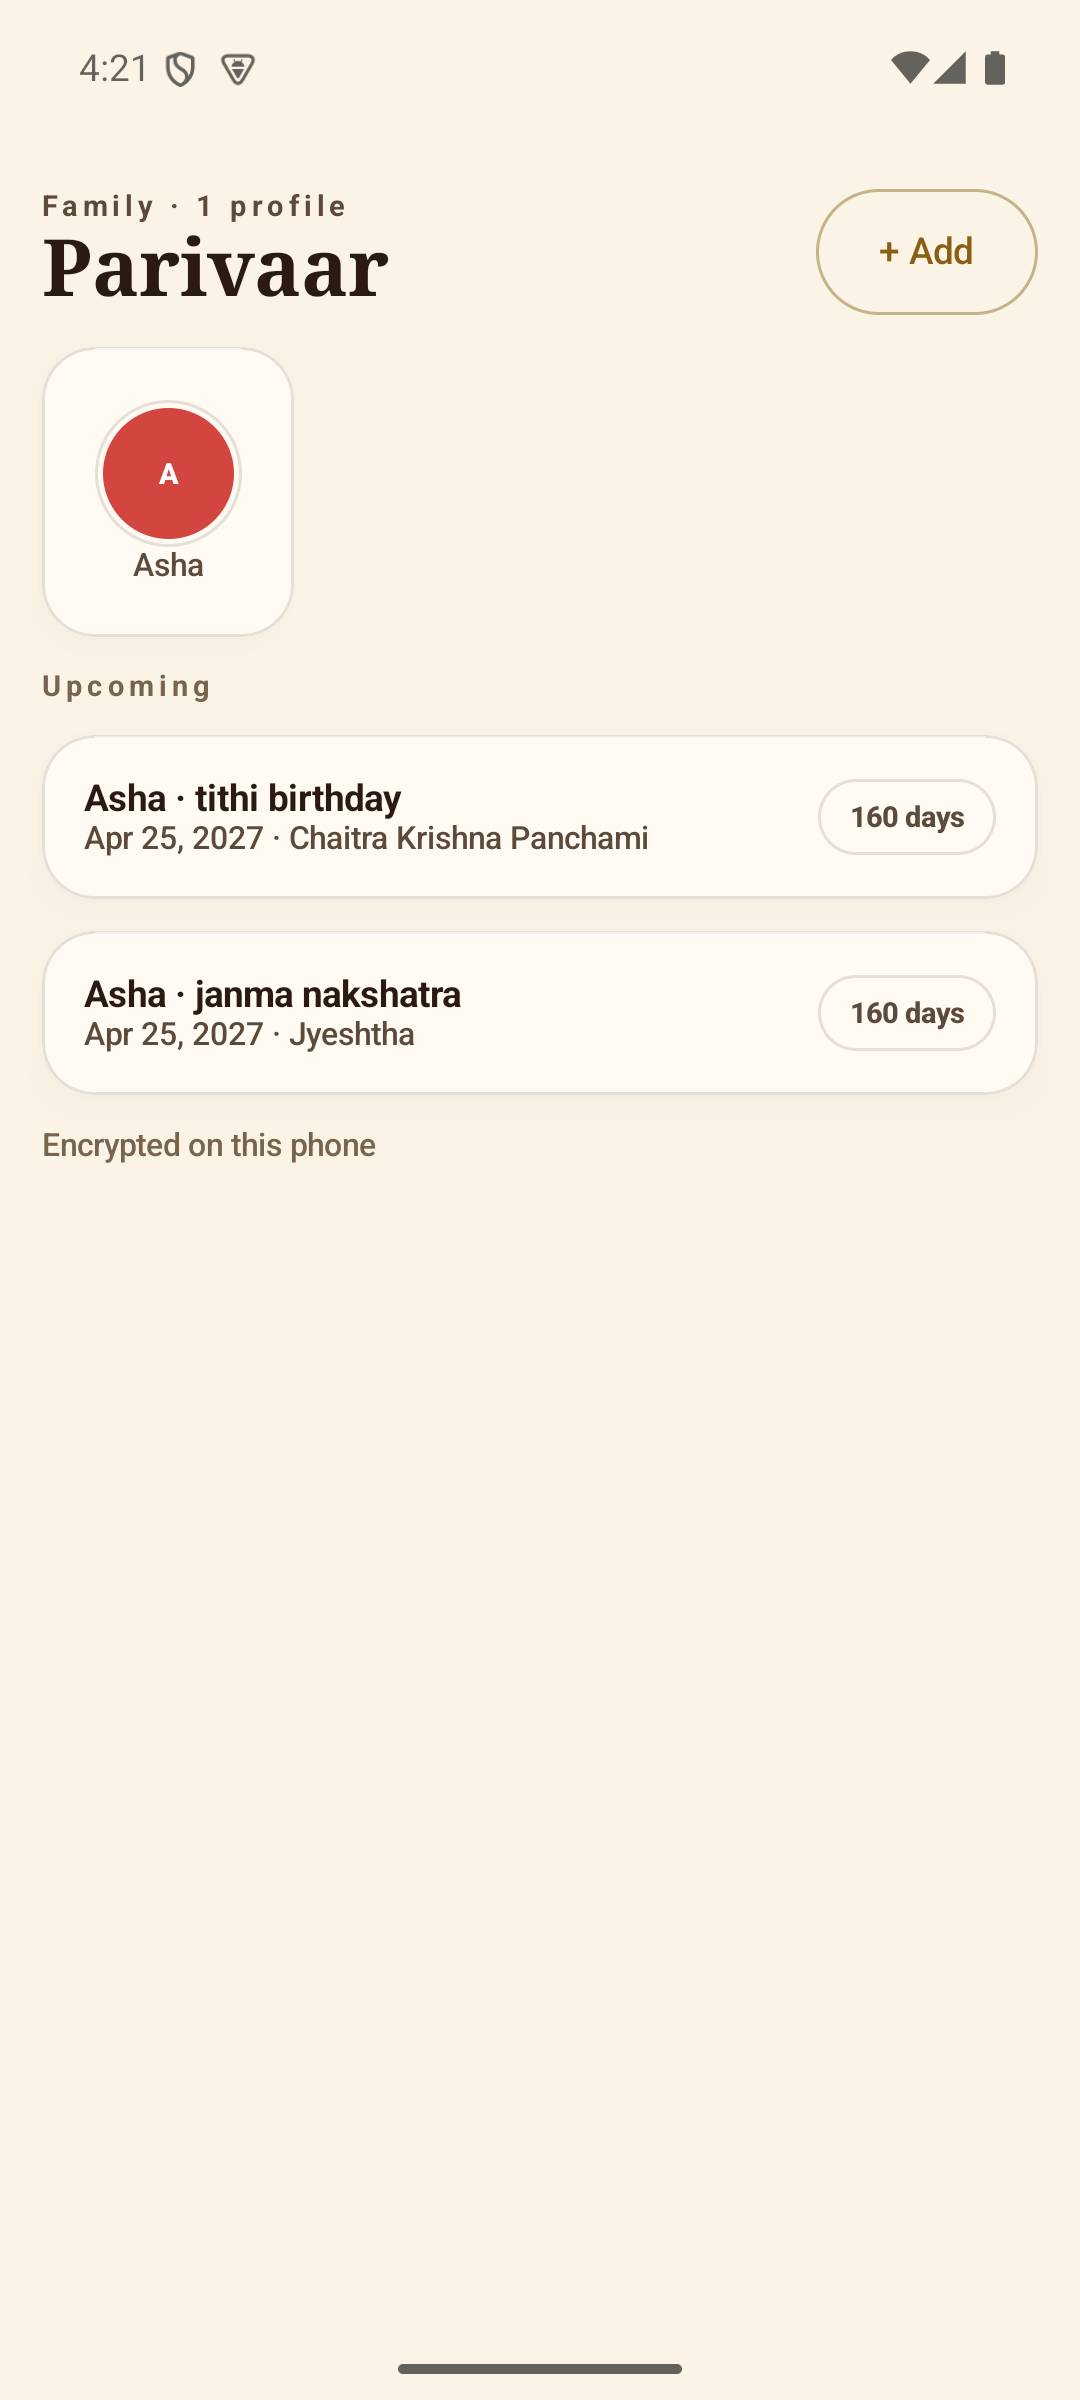 4:21
Family · 1 profile
Parivaar
+ Add
A
Asha
Upcoming
Asha · tithi birthday
Apr 25, 2027 · Chaitra Krishna Panchami
160 days
Asha · janma nakshatra
Apr 25, 2027 · Jyeshtha
160 days
Encrypted on this phone